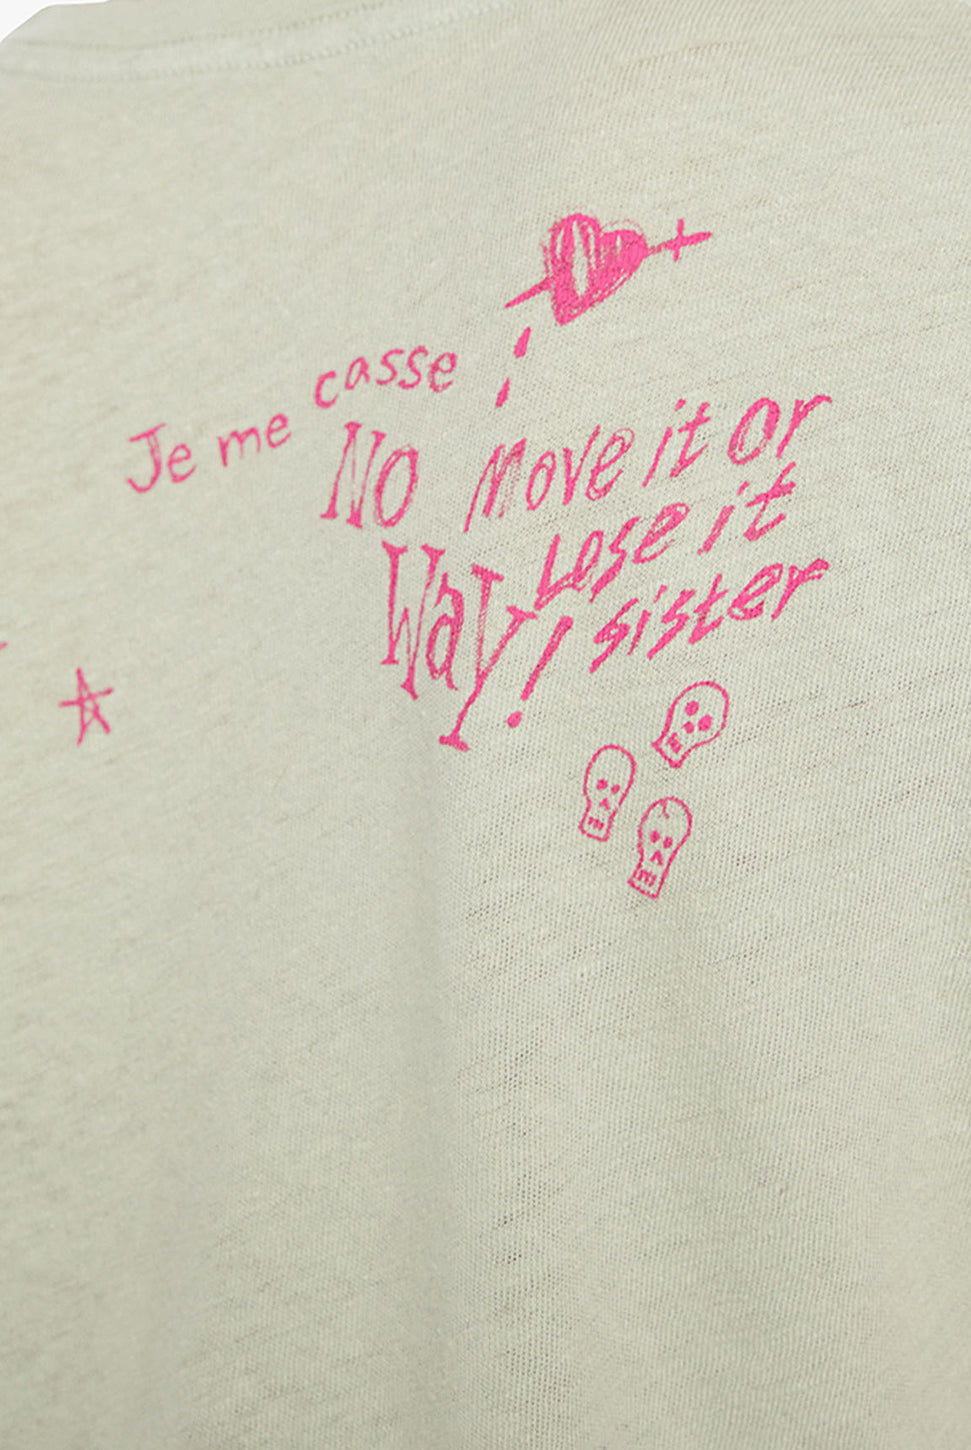 Je me casse
No
Way!
Move it or
Lose it
sister